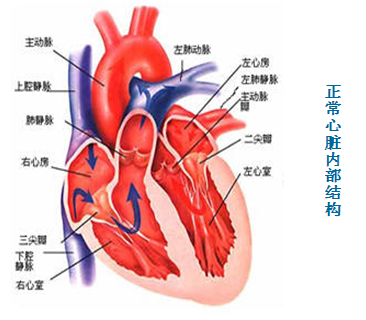 主动脉
上腔静脉
肺静脉
右心房
三尖瓣
下腔
静脉
右心室
左肺动脉
左心房
左肺静脉
主动脉
瓣
二尖瓣
左心室
正常心脏内部结构